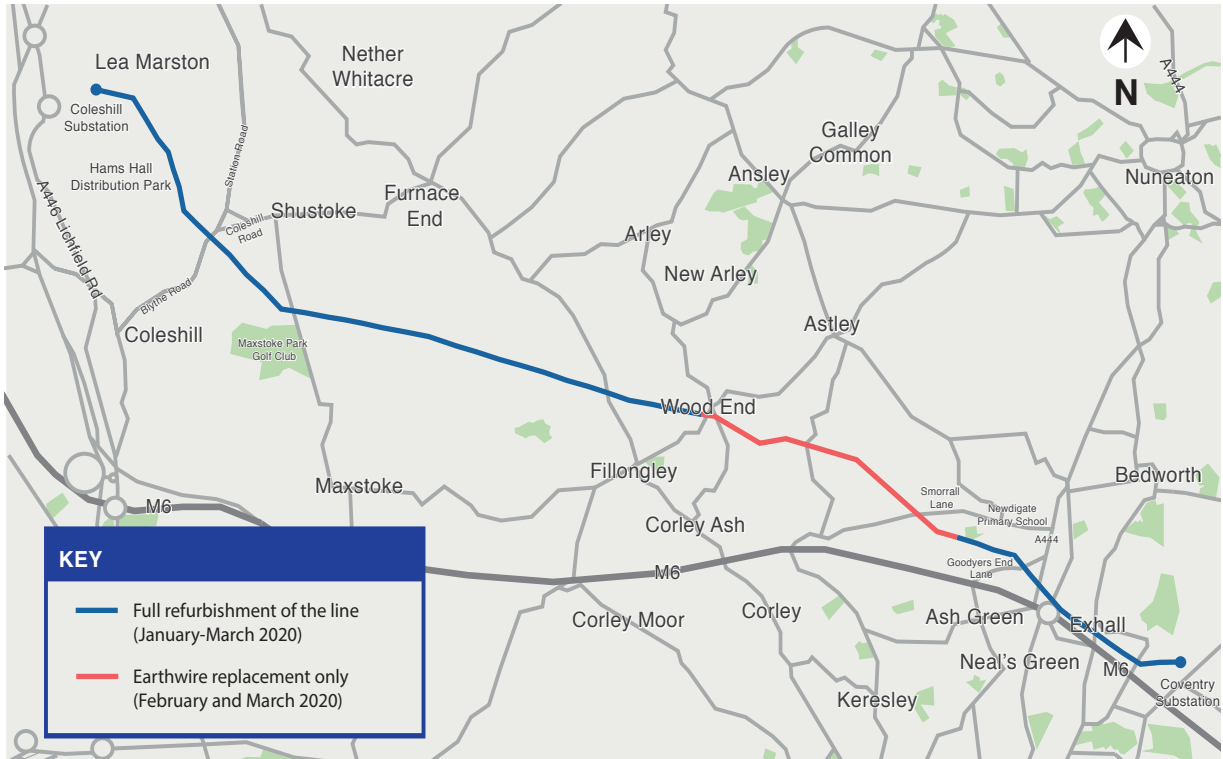 Lea Marston
Coleshill
Substation
Hams Hall
Distribution Park
A446 Lichfield Rd
Station Road
Nether
Whitacre
Furnace
End
Shustoke
Coleshill
Road
Blythe Road
Coleshill
Maxstoke Park
Golf Club
Maxstoke
M6
Galley
Common
Ansley
Arley
New Arley
Astley
Wood End
Fillongley
Corley Ash
M6
Corley Moor
Corley
Keresley
N
A444
Nuneaton
Bedworth
Smorrall
Lane
Newdigate
Primary School
A444
Goodyers End
Lane
Ash Green
Exhall
Neal's Green
M6
Coventry
Substation
KEY
Full refurbishment of the line
(January-March 2020)
Earthwire replacement only
(February and March 2020)